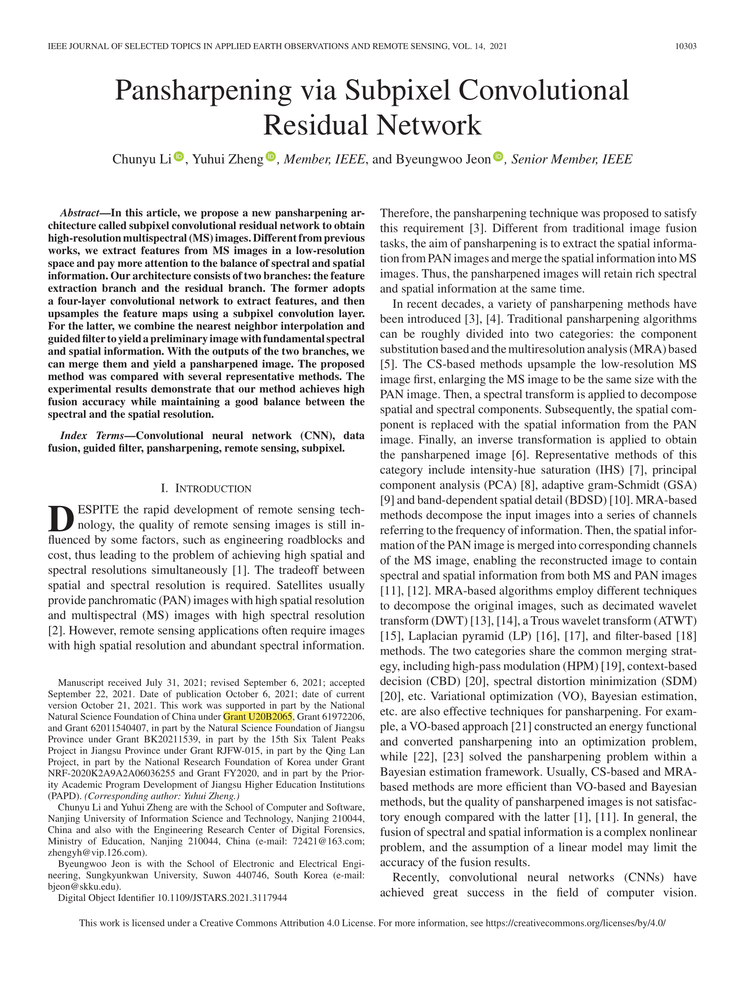 IEEE JOURNAL OF SELECTED TOPICS IN APPLIED EARTH OBSERVATIONS AND REMOTE SENSING, VOL. 14, 2021 10303
Pansharpening via Subpixel Convolutional
Residual Network
Chunyu Li iD, Yuhui Zheng iD, Member, IEEE, and Byeungwoo Jeon iD, Senior Member, IEEE
Abstract—In this article, we propose a new pansharpening ar-
chitecture called subpixel convolutional residual network to obtain
high-resolution multispectral (MS) images. Different from previous
works, we extract features from MS images in a low-resolution
space and pay more attention to the balance of spectral and spatial
information. Our architecture consists of two branches: the feature
extraction branch and the residual branch. The former adopts
a four-layer convolutional network to extract features, and then
upsamples the feature maps using a subpixel convolution layer.
For the latter, we combine the nearest neighbor interpolation and
guided filter to yield a preliminary image with fundamental spectral
and spatial information. With the outputs of the two branches, we
can merge them and yield a pansharpened image. The proposed
method was compared with several representative methods. The
experimental results demonstrate that our method achieves high
fusion accuracy while maintaining a good balance between the
spectral and the spatial resolution.
Index Terms—Convolutional neural network (CNN), data
fusion, guided filter, pansharpening, remote sensing, subpixel.
I. INTRODUCTION
DESPITE the rapid development of remote sensing tech-
nology, the quality of remote sensing images is still in-
fluenced by some factors, such as engineering roadblocks and
cost, thus leading to the problem of achieving high spatial and
spectral resolutions simultaneously [1]. The tradeoff between
spatial and spectral resolution is required. Satellites usually
provide panchromatic (PAN) images with high spatial resolution
and multispectral (MS) images with high spectral resolution
[2]. However, remote sensing applications often require images
with high spatial resolution and abundant spectral information.
Manuscript received July 31, 2021; revised September 6, 2021; accepted
September 22, 2021. Date of publication October 6, 2021; date of current
version October 21, 2021. This work was supported in part by the National
Natural Science Foundation of China under Grant U20B2065, Grant 61972206,
and Grant 62011540407, in part by the Natural Science Foundation of Jiangsu
Province under Grant BK20211539, in part by the 15th Six Talent Peaks
Project in Jiangsu Province under Grant RJFW-015, in part by the Qing Lan
Project, in part by the National Research Foundation of Korea under Grant
NRF-2020K2A9A2A06036255 and Grant FY2020, and in part by the Prior-
ity Academic Program Development of Jiangsu Higher Education Institutions
(PAPD). (Corresponding author: Yuhui Zheng.)
Chunyu Li and Yuhui Zheng are with the School of Computer and Software,
Nanjing University of Information Science and Technology, Nanjing 210044,
China and also with the Engineering Research Center of Digital Forensics,
Ministry of Education, Nanjing 210044, China (e-mail: 72421@163.com;
zhengyh@vip.126.com).
Byeungwoo Jeon is with the School of Electronic and Electrical Engi-
neering, Sungkyunkwan University, Suwon 440746, South Korea (e-mail:
bjeon@skku.edu).
Digital Object Identifier 10.1109/JSTARS.2021.3117944
Therefore, the pansharpening technique was proposed to satisfy
this requirement [3]. Different from traditional image fusion
tasks, the aim of pansharpening is to extract the spatial informa-
tion from PAN images and merge the spatial information into MS
images. Thus, the pansharpened images will retain rich spectral
and spatial information at the same time.
In recent decades, a variety of pansharpening methods have
been introduced [3], [4]. Traditional pansharpening algorithms
can be roughly divided into two categories: the component
substitution based and the multiresolution analysis (MRA) based
[5]. The CS-based methods upsample the low-resolution MS
image first, enlarging the MS image to be the same size with the
PAN image. Then, a spectral transform is applied to decompose
spatial and spectral components. Subsequently, the spatial com-
ponent is replaced with the spatial information from the PAN
image. Finally, an inverse transformation is applied to obtain
the pansharpened image [6]. Representative methods of this
category include intensity-hue saturation (IHS) [7], principal
component analysis (PCA) [8], adaptive gram-Schmidt (GSA)
[9] and band-dependent spatial detail (BDSD) [10]. MRA-based
methods decompose the input images into a series of channels
referring to the frequency of information. Then, the spatial infor-
mation of the PAN image is merged into corresponding channels
of the MS image, enabling the reconstructed image to contain
spectral and spatial information from both MS and PAN images
[11], [12]. MRA-based algorithms employ different techniques
to decompose the original images, such as decimated wavelet
transform (DWT) [13], [14], a Trous wavelet transform (ATWT)
[15], Laplacian pyramid (LP) [16], [17], and filter-based [18]
methods. The two categories share the common merging strat-
egy, including high-pass modulation (HPM) [19], context-based
decision (CBD) [20], spectral distortion minimization (SDM)
[20], etc. Variational optimization (VO), Bayesian estimation,
etc. are also effective techniques for pansharpening. For exam-
ple, a VO-based approach [21] constructed an energy functional
and converted pansharpening into an optimization problem,
while [22], [23] solved the pansharpening problem within a
Bayesian estimation framework. Usually, CS-based and MRA-
based methods are more efficient than VO-based and Bayesian
methods, but the quality of pansharpened images is not satisfac-
tory enough compared with the latter [1], [11]. In general, the
fusion of spectral and spatial information is a complex nonlinear
problem, and the assumption of a linear model may limit the
accuracy of the fusion results.
Recently, convolutional neural networks (CNNs) have
achieved great success in the field of computer vision.
This work is licensed under a Creative Commons Attribution 4.0 License. For more information, see https://creativecommons.org/licenses/by/4.0/